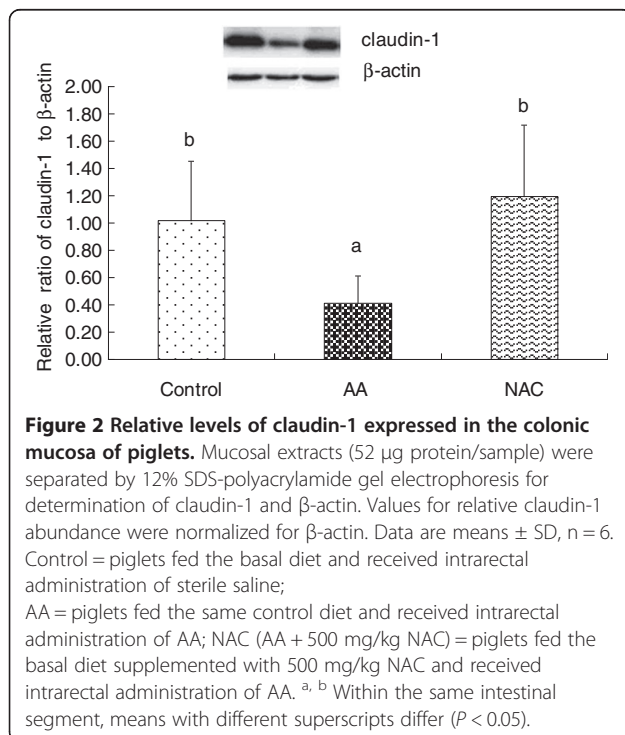 claudin-1
β-actin
Relative ratio of claudin-1 to β-actin
2.00
1.80
1.60
1.40
1.20
1.00
0.80
0.60
0.40
0.20
0.00
b
a
b
Control
AA
NAC
Figure 2 Relative levels of claudin-1 expressed in the colonic
mucosa of piglets. Mucosal extracts (52 μg protein/sample) were
separated by 12% SDS-polyacrylamide gel electrophoresis for
determination of claudin-1 and β-actin. Values for relative claudin-1
abundance were normalized for β-actin. Data are means ± SD, n = 6.
Control = piglets fed the basal diet and received intrarectal
administration of sterile saline;
AA = piglets fed the same control diet and received intrarectal
administration of AA; NAC (AA + 500 mg/kg NAC) = piglets fed the
basal diet supplemented with 500 mg/kg NAC and received
intrarectal administration of AA. a, b Within the same intestinal
segment, means with different superscripts differ (P < 0.05).